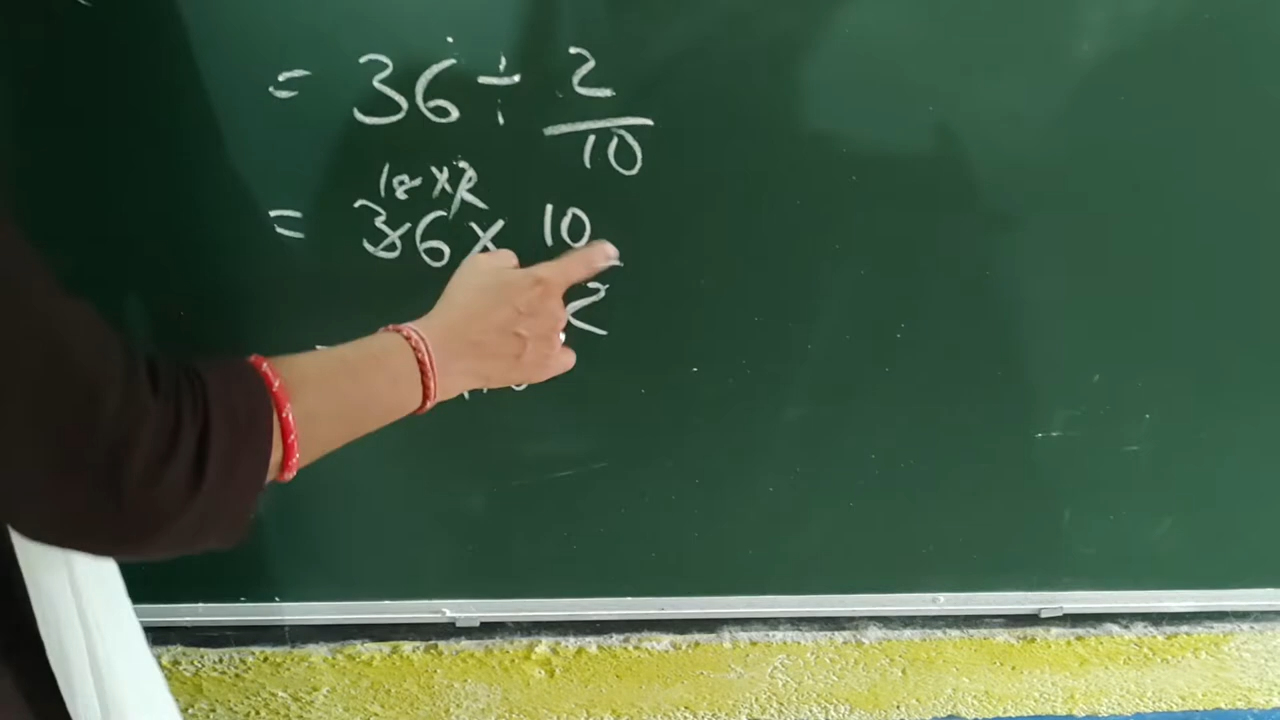 = 36 ÷ 2/10
18 x 2
= 36 x 10/2